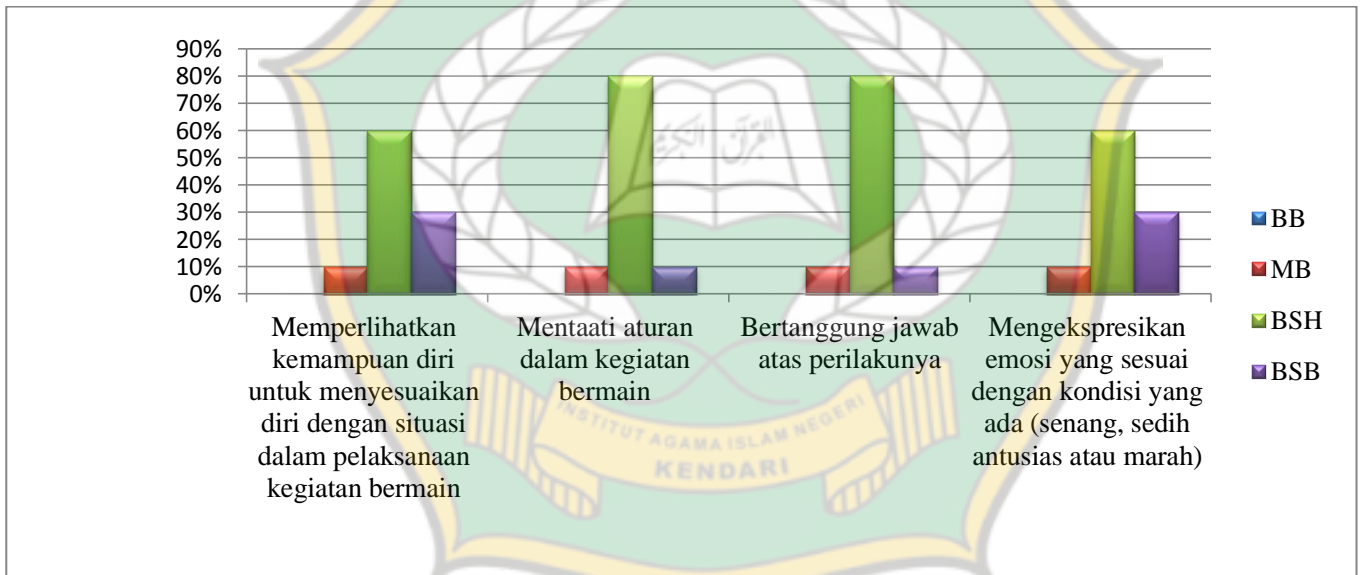 90%
80%
70%
60%
50%
40%
30%
20%
10%
0%
Memperlihatkan
kemampuan diri
untuk menyesuaikan
diri dengan situasi
dalam pelaksanaan
kegiatan bermain
Mentaati aturan
dalam kegiatan
bermain
Bertanggung jawab
atas perilakunya
Mengekspresikan
emosi yang sesuai
dengan kondisi yang
ada (senang, sedih
antusias atau marah)
BB
MB
BSH
BSB
القرآن الكريم
INSTITUT AGAMA ISLAM NEGERI
KENDARI